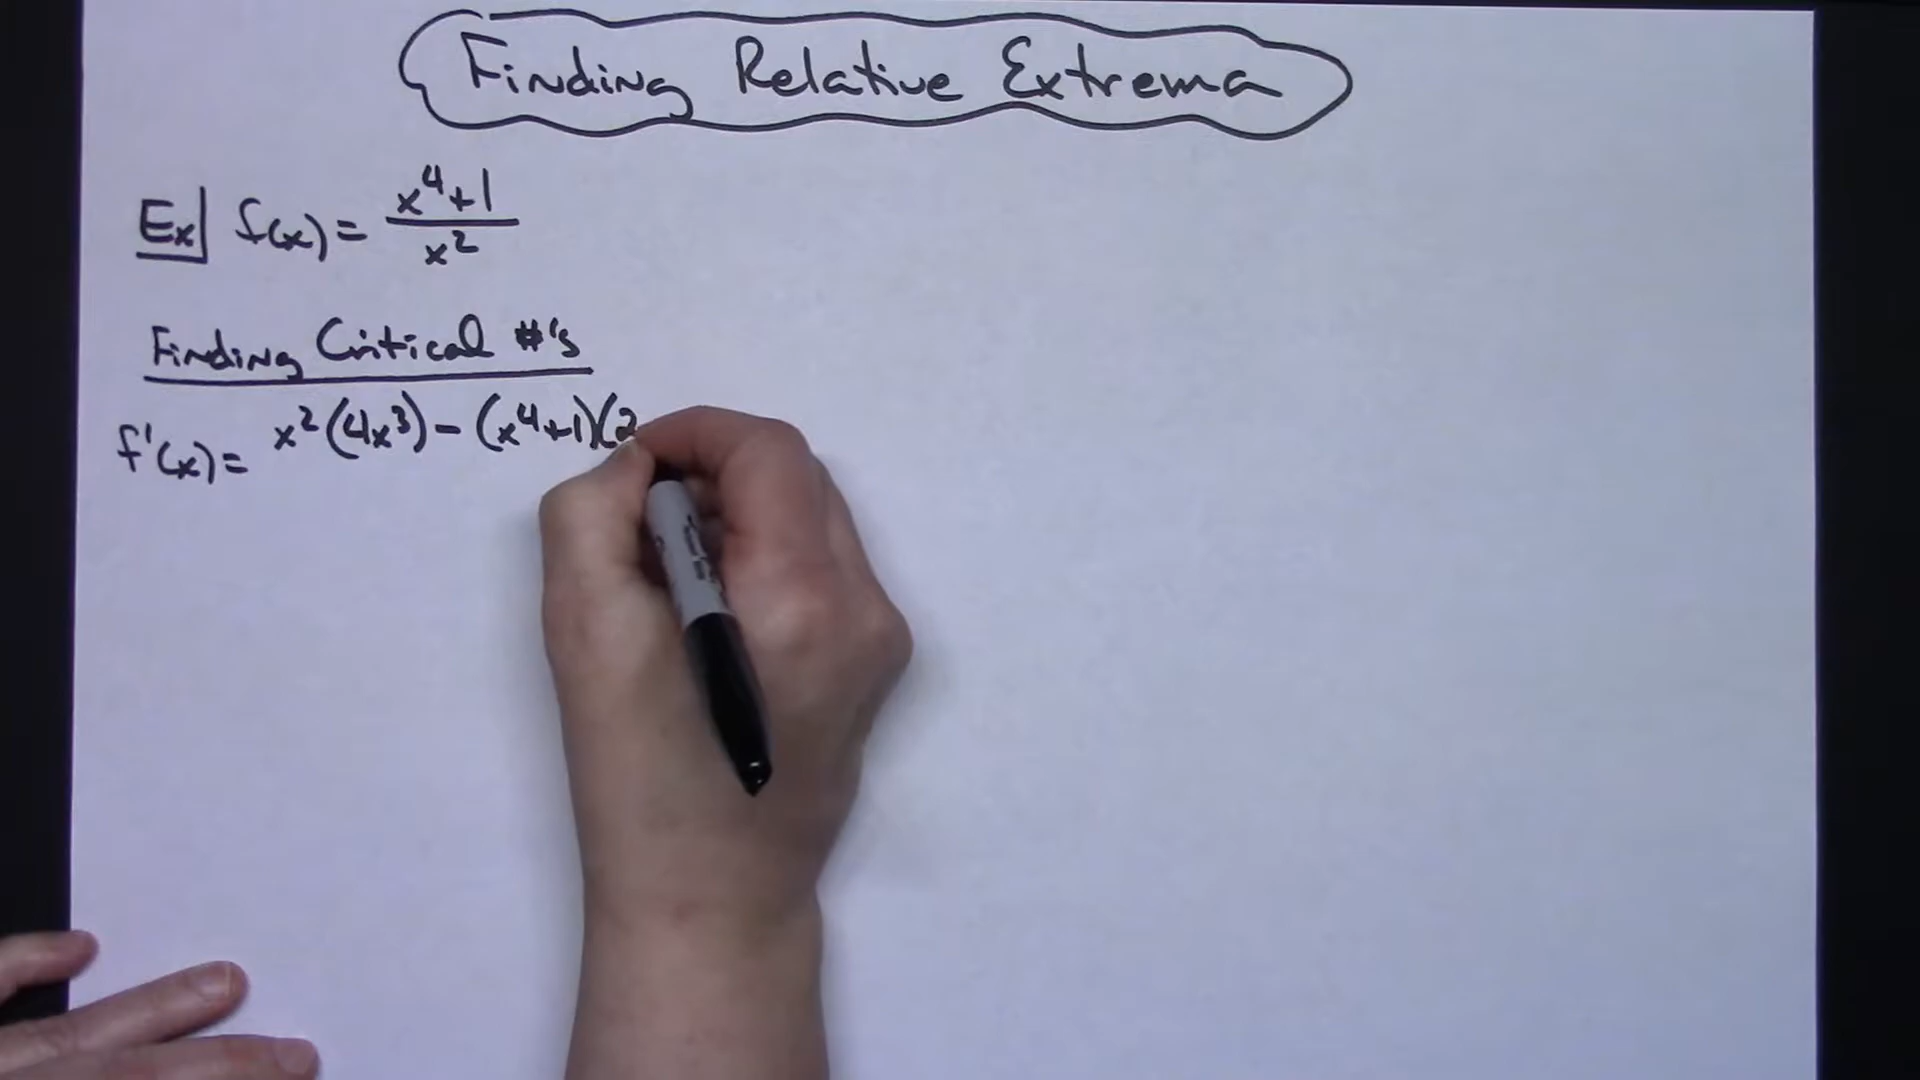 Finding Relative Extrema
Ex| f(x) = x⁴+1 / x²
Finding Critical #'s
f'(x) = x²(4x³) - (x⁴+1)(2